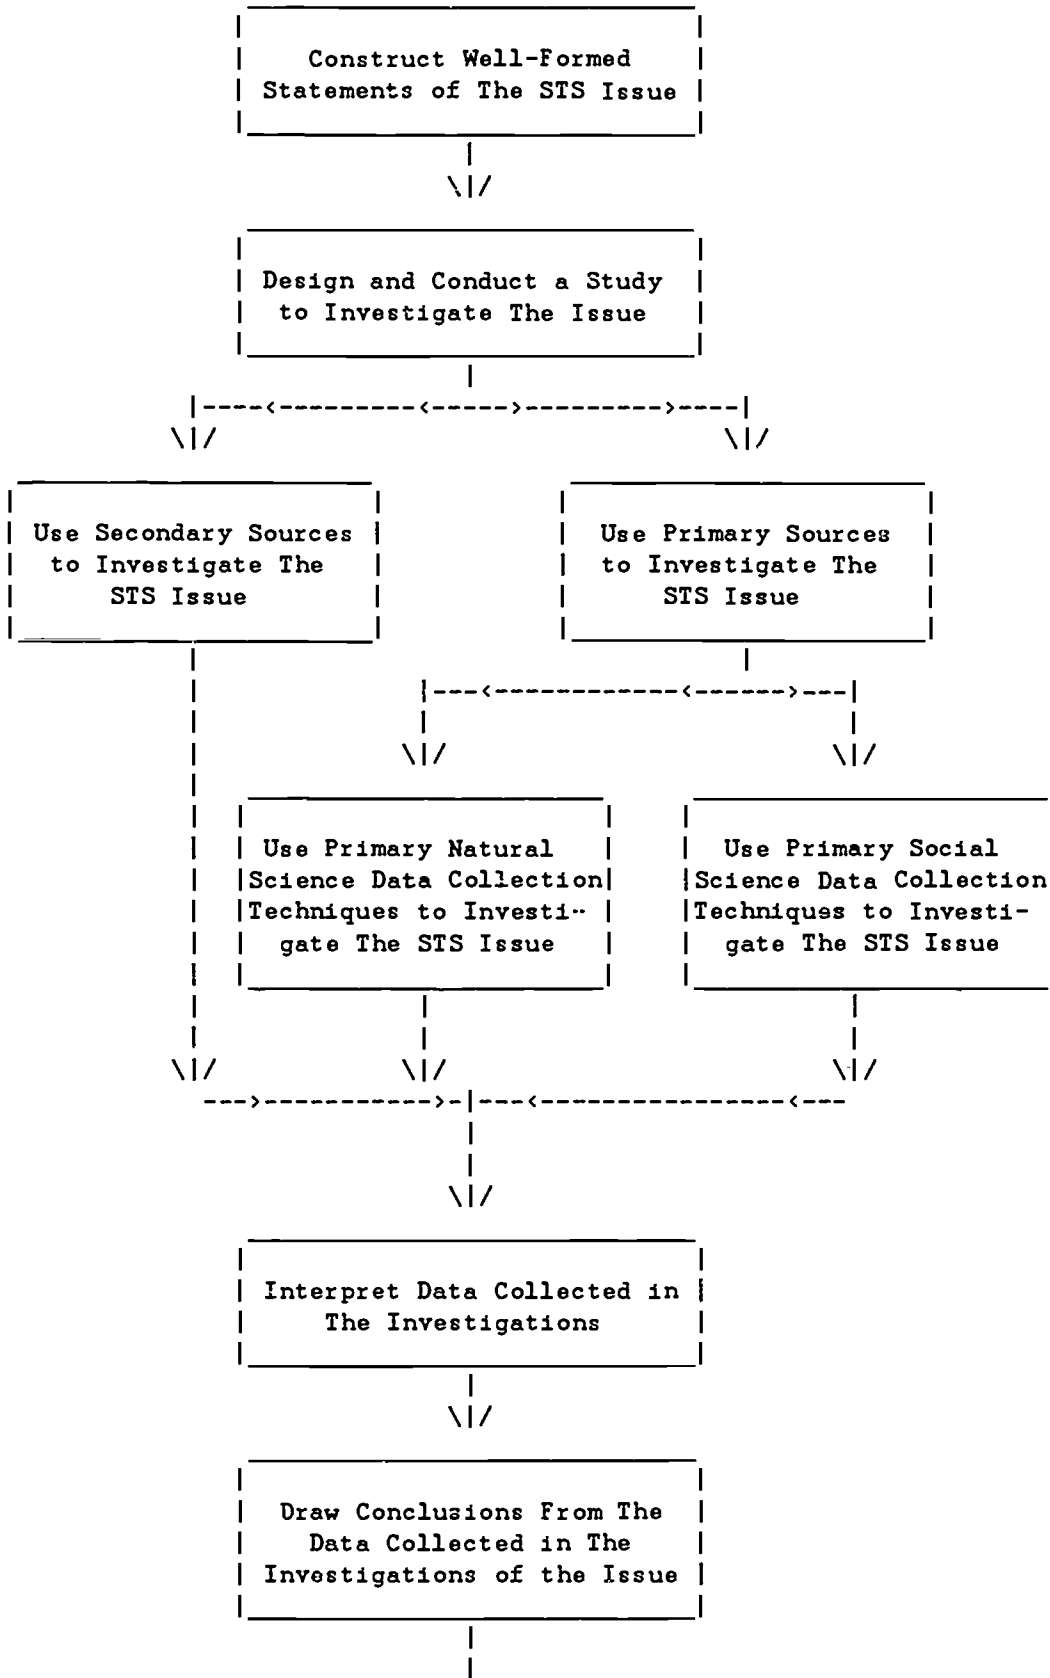 Construct Well-Formed
Statements of The STS Issue
Design and Conduct a Study
to Investigate The Issue
Use Secondary Sources
to Investigate The
STS Issue
Use Primary Sources
to Investigate The
STS Issue
Use Primary Natural
Science Data Collection
Techniques to Investi-
gate The STS Issue
Use Primary Social
Science Data Collection
Techniques to Investi-
gate The STS Issue
Interpret Data Collected in
The Investigations
Draw Conclusions From The
Data Collected in The
Investigations of the Issue